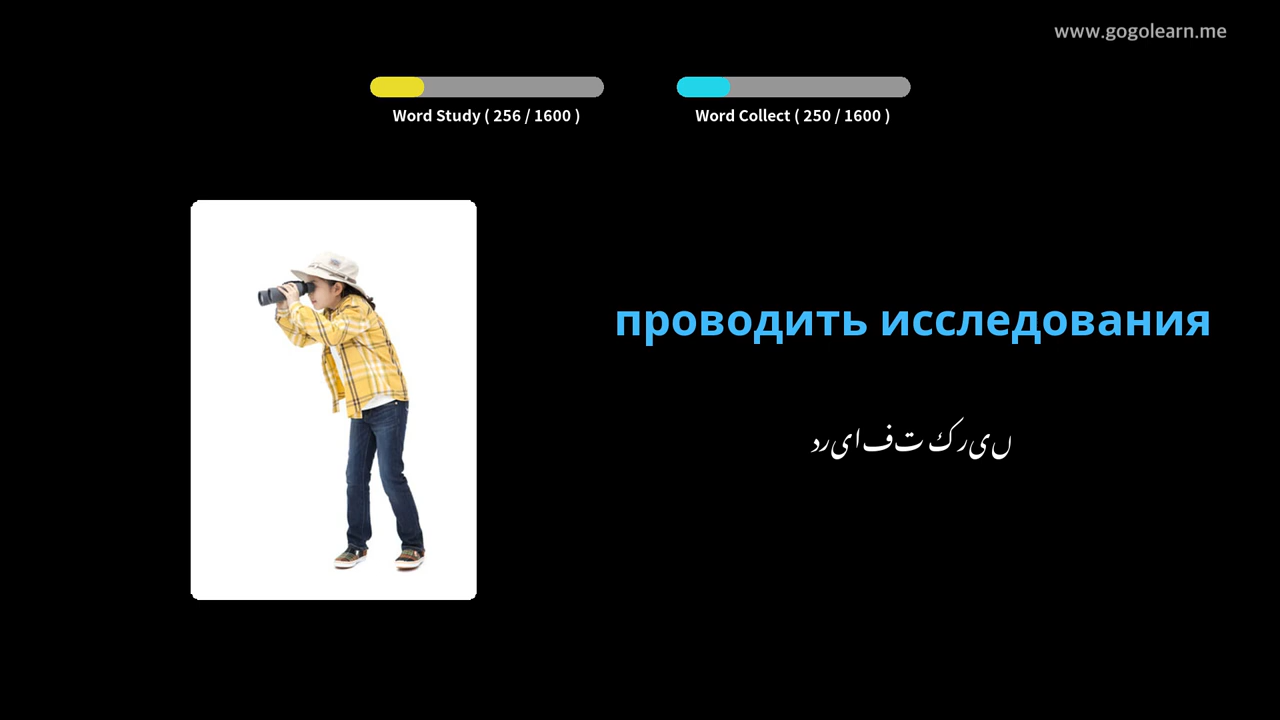 www.gogolearn.me
Word Study ( 256 / 1600 )
Word Collect ( 250 / 1600 )
проводить исследования
دریافت کریں